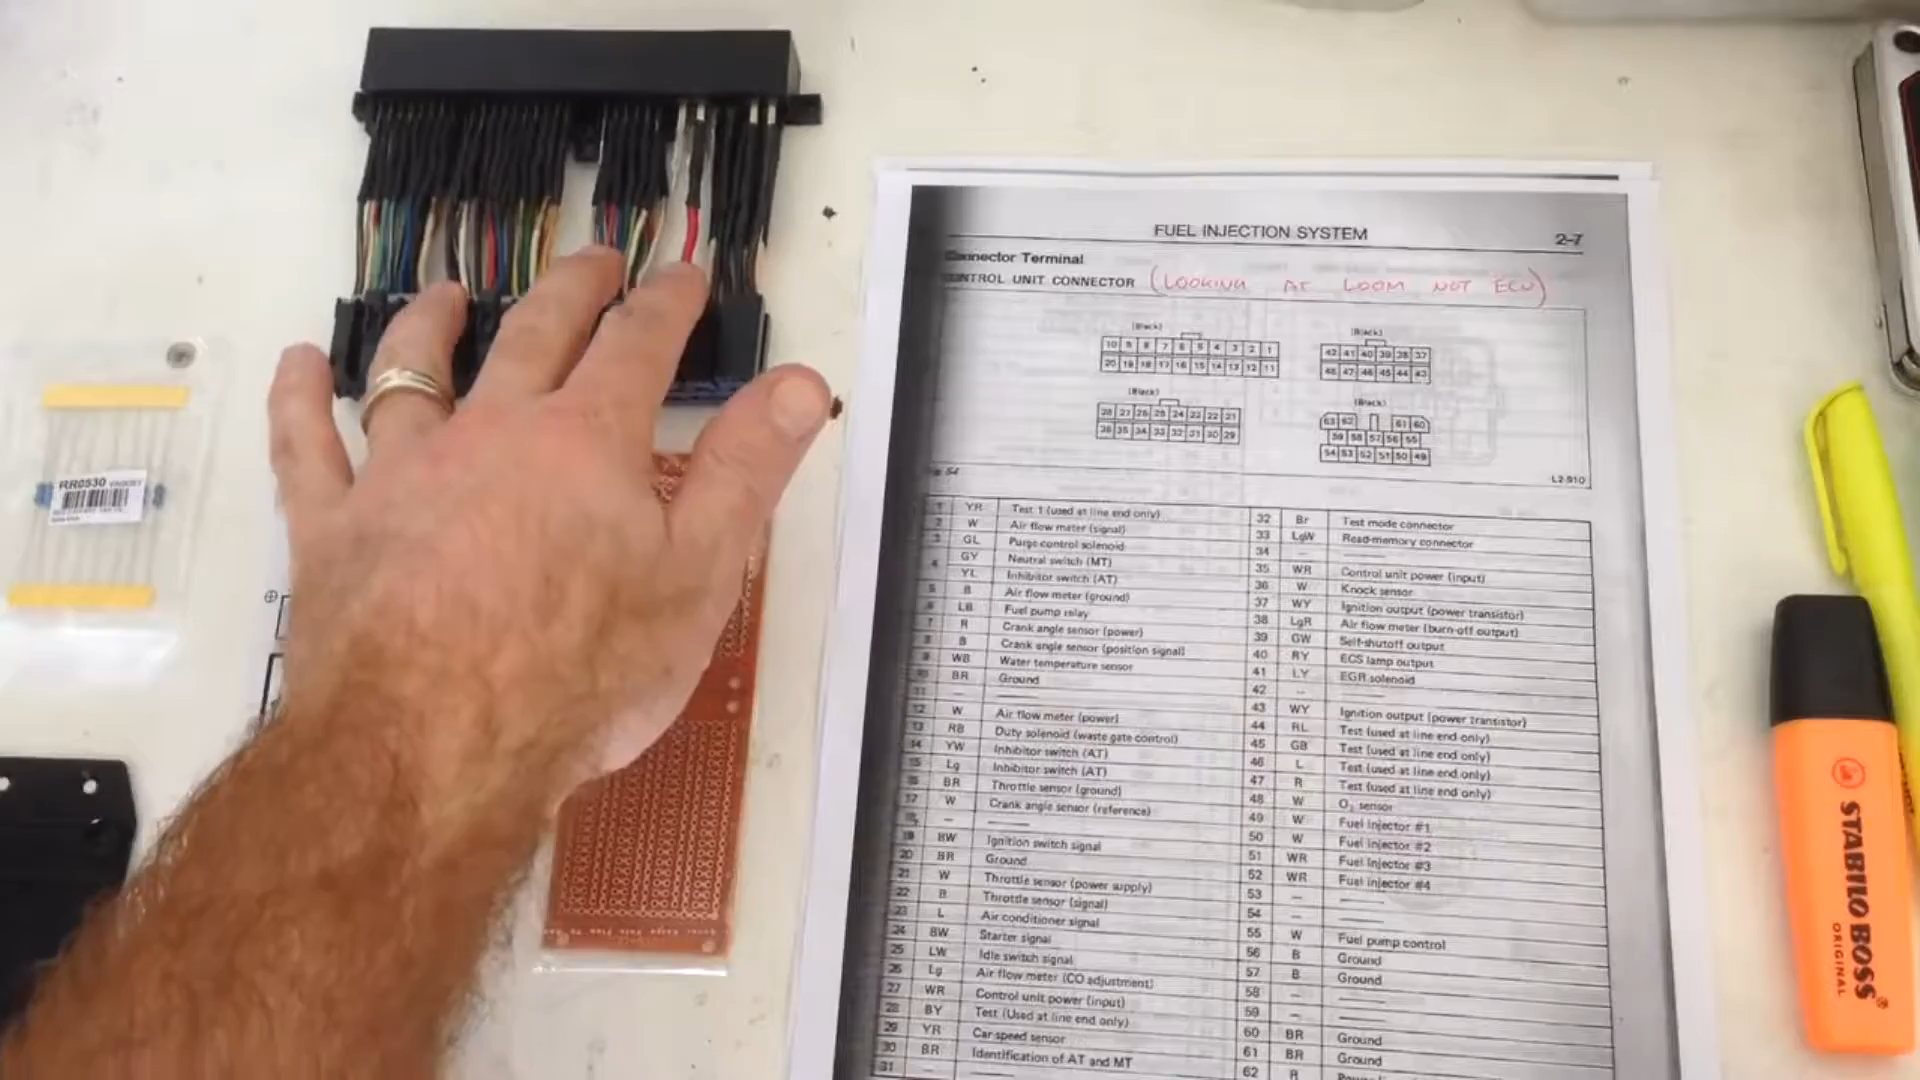 FUEL INJECTION SYSTEM
2-7
Connector Terminal
CONTROL UNIT CONNECTOR (LOOKING AT LOOM NOT ECU)
(Black)
(Black)
10 9 8 7 6 5 4 3 2 1
20 19 18 17 16 15 14 13 12 11
42 41 40 39 38 37
48 47 46 45 44 43
(Black)
(Black)
28 27 26 25 24 23 22 21
36 35 34 33 32 31 30 29
63 62 61 60
59 58 57 56 55
54 53 52 51 50 49
54
L2-910
1 YR Test 1 (used at line end only)
2 W Air flow meter (signal)
3 GL Purge control solenoid
4 GY Neutral switch (MT)
YL Inhibitor switch (AT)
5 B Air flow meter (ground)
6 LB Fuel pump relay
7 R Crank angle sensor (power)
8 B Crank angle sensor (position signal)
9 WB Water temperature sensor
10 BR Ground
11 —
12 W Air flow meter (power)
13 RB Duty solenoid (waste gate control)
14 YW Inhibitor switch (AT)
15 Lg Inhibitor switch (AT)
16 BR Throttle sensor (ground)
17 W Crank angle sensor (reference)
18 —
19 BW Ignition switch signal
20 BR Ground
21 W Throttle sensor (power supply)
22 B Throttle sensor (signal)
23 L Air conditioner signal
24 BW Starter signal
25 LW Idle switch signal
26 Lg Air flow meter (CO adjustment)
27 WR Control unit power (input)
28 BY Test (Used at line end only)
29 YR Car speed sensor
30 BR Identification of AT and MT
31 —
32 Br Test mode connector
33 LgW Read-memory connector
34 —
35 WR Control unit power (input)
36 W Knock sensor
37 WY Ignition output (power transistor)
38 LgR Air flow meter (burn-off output)
39 GW Self-shutoff output
40 RY ECS lamp output
41 LY EGR solenoid
42 —
43 WY Ignition output (power transistor)
44 RL Test (used at line end only)
45 GB Test (used at line end only)
46 L Test (used at line end only)
47 R Test (used at line end only)
48 W O₂ sensor
49 W Fuel Injector #1
50 W Fuel Injector #2
51 WR Fuel Injector #3
52 WR Fuel Injector #4
53 —
54 —
55 W Fuel pump control
56 B Ground
57 B Ground
58 —
59 —
60 BR Ground
61 BR Ground
62 R
RR0530
STABILO BOSS®
ORIGINAL